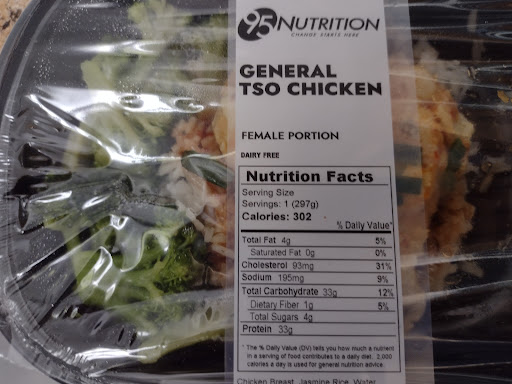 95 NUTRITION
CHANGE STARTS HERE
GENERAL
TSO CHICKEN
FEMALE PORTION
DAIRY FREE
Nutrition Facts
Serving Size
Servings: 1 (297g)
Calories: 302
% Daily Value*
Total Fat 4g 5%
Saturated Fat 0g 0%
Cholesterol 93mg 31%
Sodium 195mg 9%
Total Carbohydrate 33g 12%
Dietary Fiber 1g 5%
Total Sugars 4g
Protein 33g
* The % Daily Value (DV) tells you how much a nutrient
in a serving of food contributes to a daily diet. 2,000
calories a day is used for general nutrition advice.
Chicken Breast, Jasmine Rice, Water